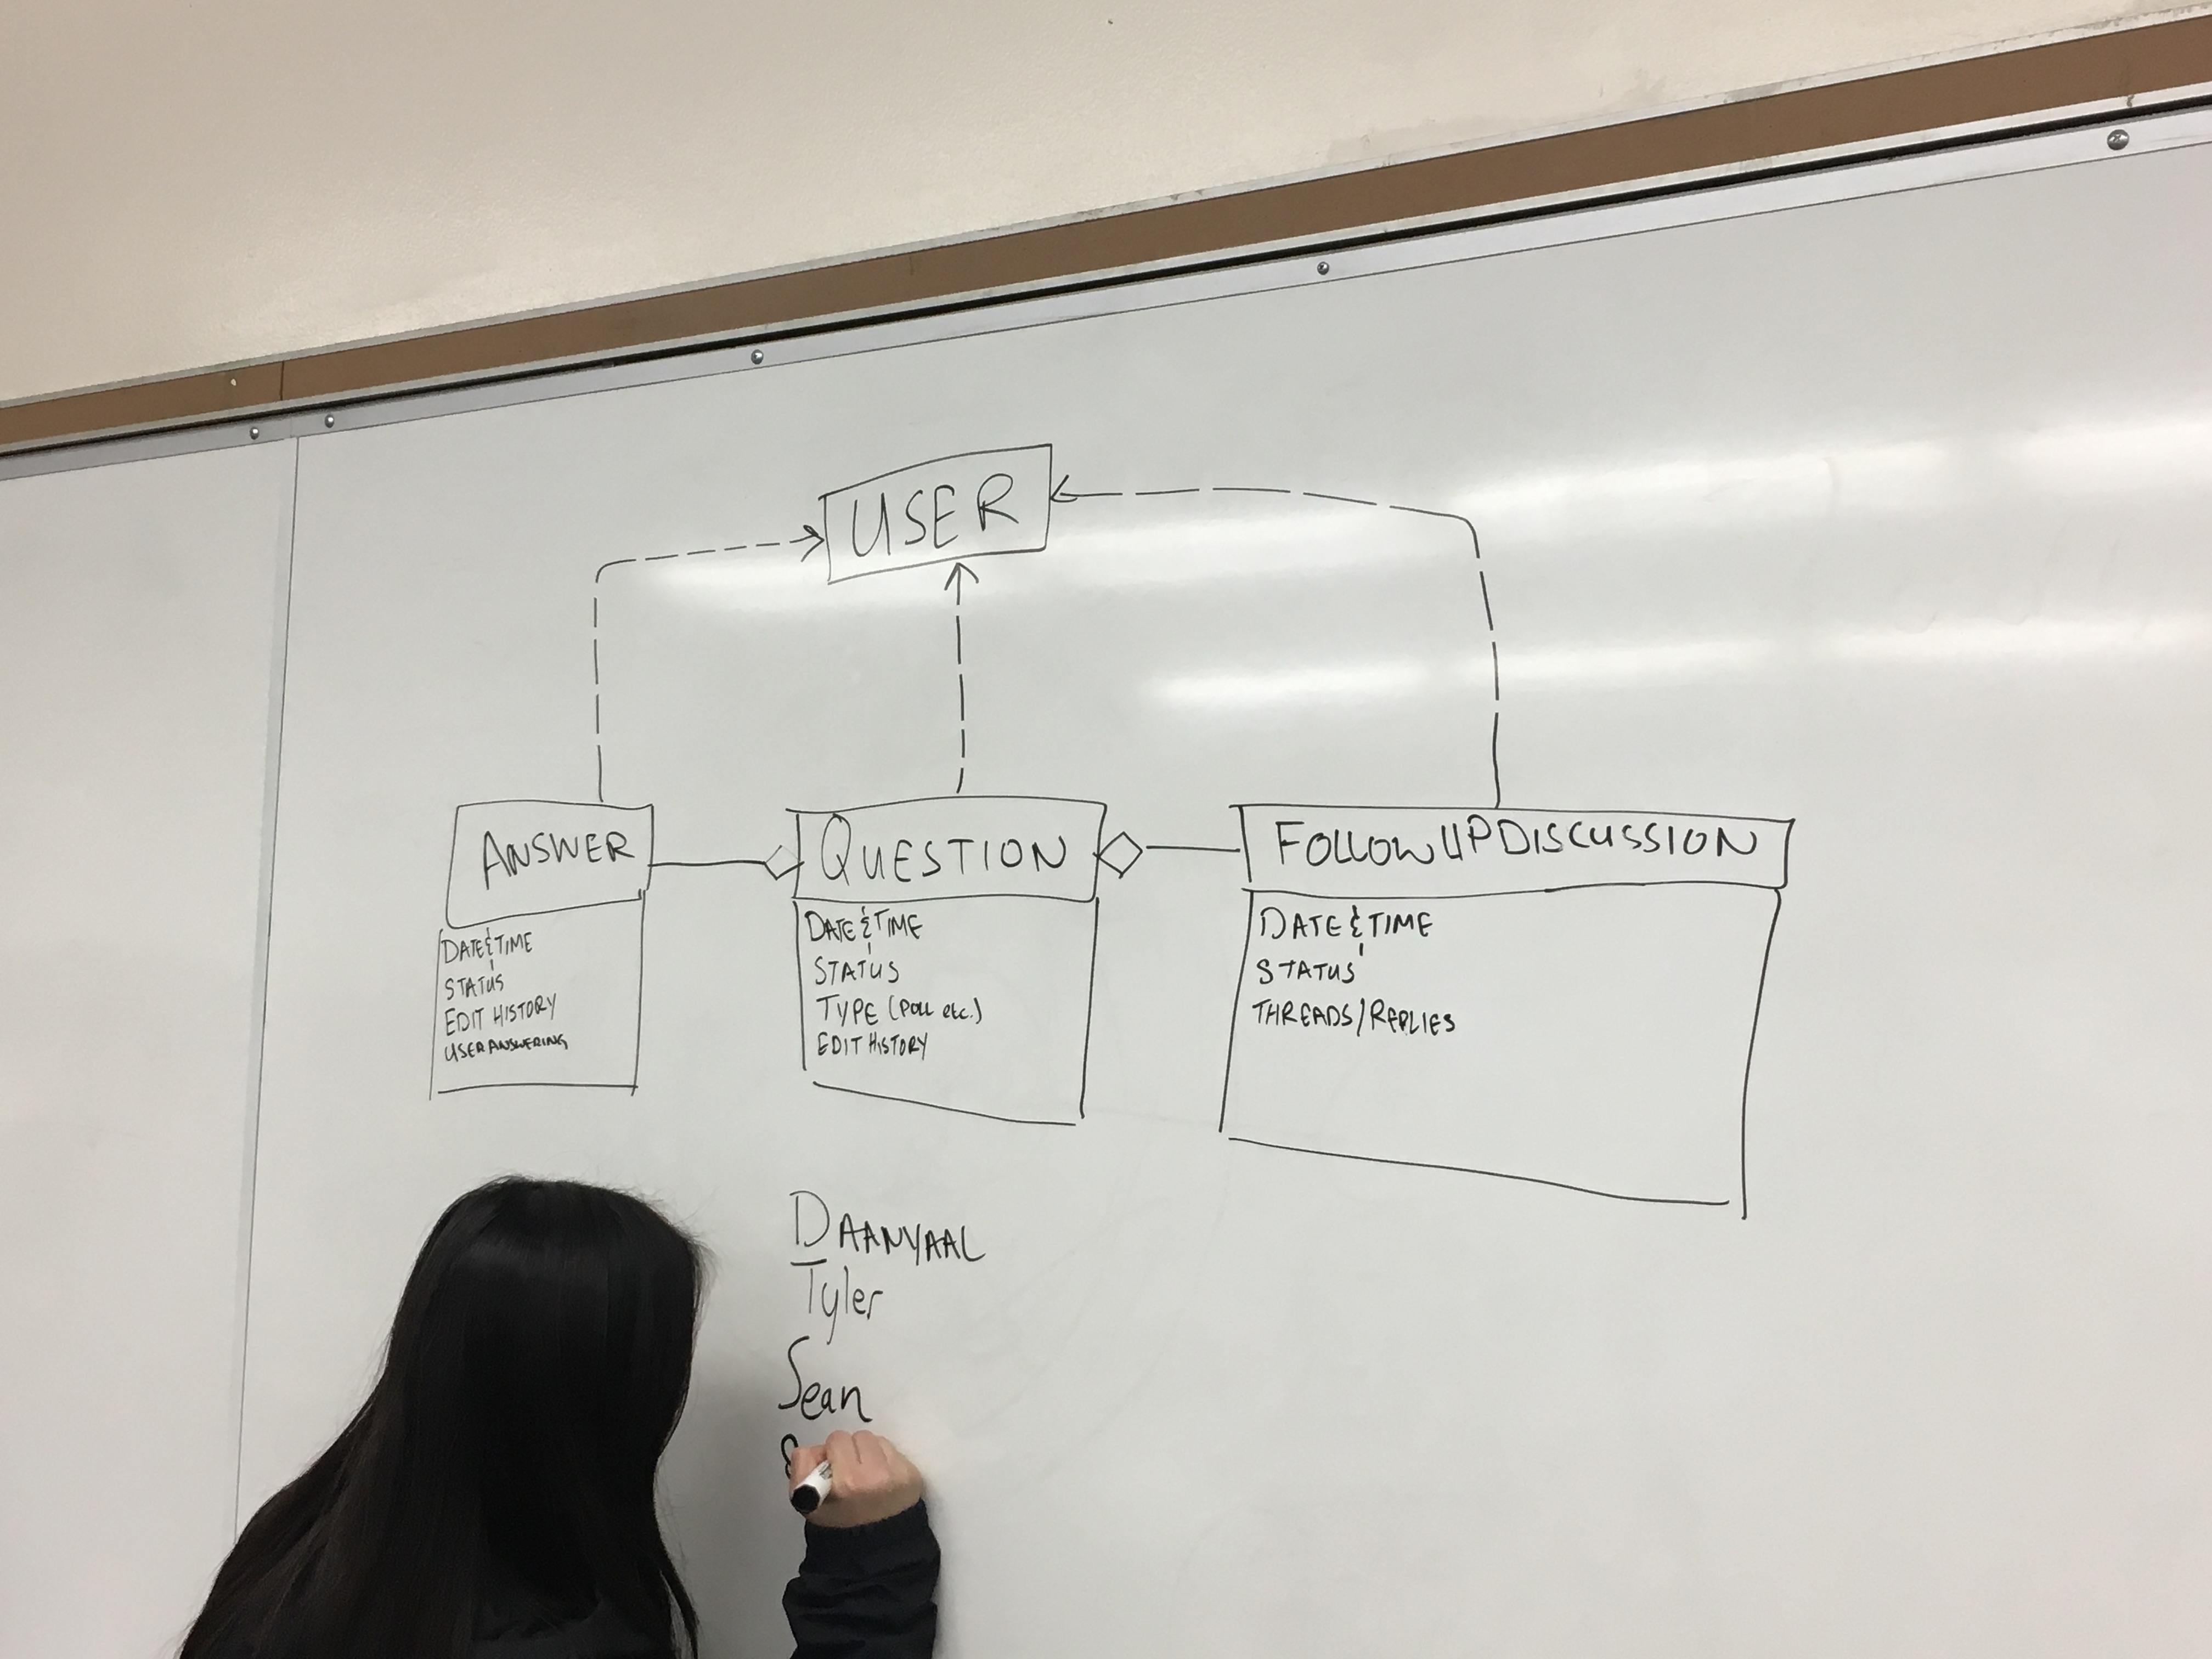 USER
ANSWER
DATE & TIME
STATUS
EDIT HISTORY
USER ANSWERING
QUESTION
DATE & TIME
STATUS
TYPE (POLL etc.)
EDIT HISTORY
FOLLOWUPDISCUSSION
DATE & TIME
STATUS
THREADS/REPLIES
DAANYAAL
Tyler
Sean